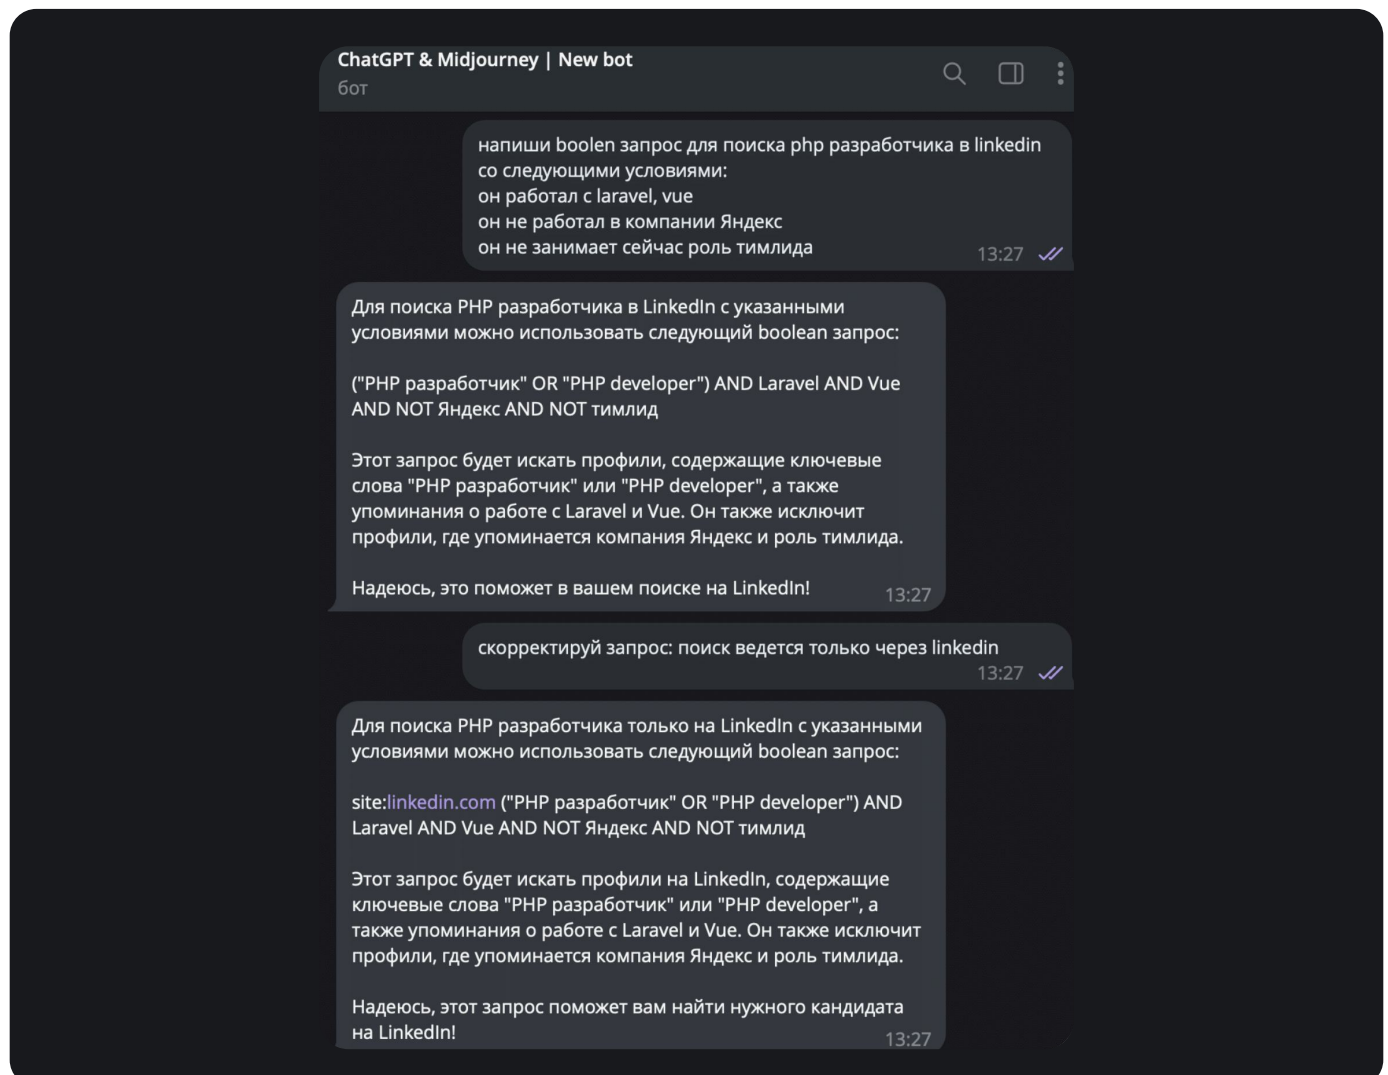 ChatGPT & Midjourney | New bot
бот
напиши boolen запрос для поиска php разработчика в linkedin
со следующими условиями:
он работал с laravel, vue
он не работал в компании Яндекс
он не занимает сейчас роль тимлида
13:27
Для поиска PHP разработчика в LinkedIn с указанными
условиями можно использовать следующий boolean запрос:
("PHP разработчик" OR "PHP developer") AND Laravel AND Vue
AND NOT Яндекс AND NOT тимлид
Этот запрос будет искать профили, содержащие ключевые
слова "PHP разработчик" или "PHP developer", а также
упоминания о работе с Laravel и Vue. Он также исключит
профили, где упоминается компания Яндекс и роль тимлида.
Надеюсь, это поможет в вашем поиске на LinkedIn!
13:27
скорректируй запрос: поиск ведется только через linkedin
13:27
Для поиска PHP разработчика только на LinkedIn с указанными
условиями можно использовать следующий boolean запрос:
site:linkedin.com ("PHP разработчик" OR "PHP developer") AND
Laravel AND Vue AND NOT Яндекс AND NOT тимлид
Этот запрос будет искать профили на LinkedIn, содержащие
ключевые слова "PHP разработчик" или "PHP developer", а
также упоминания о работе с Laravel и Vue. Он также исключит
профили, где упоминается компания Яндекс и роль тимлида.
Надеюсь, этот запрос поможет вам найти нужного кандидата
на LinkedIn!
13:27